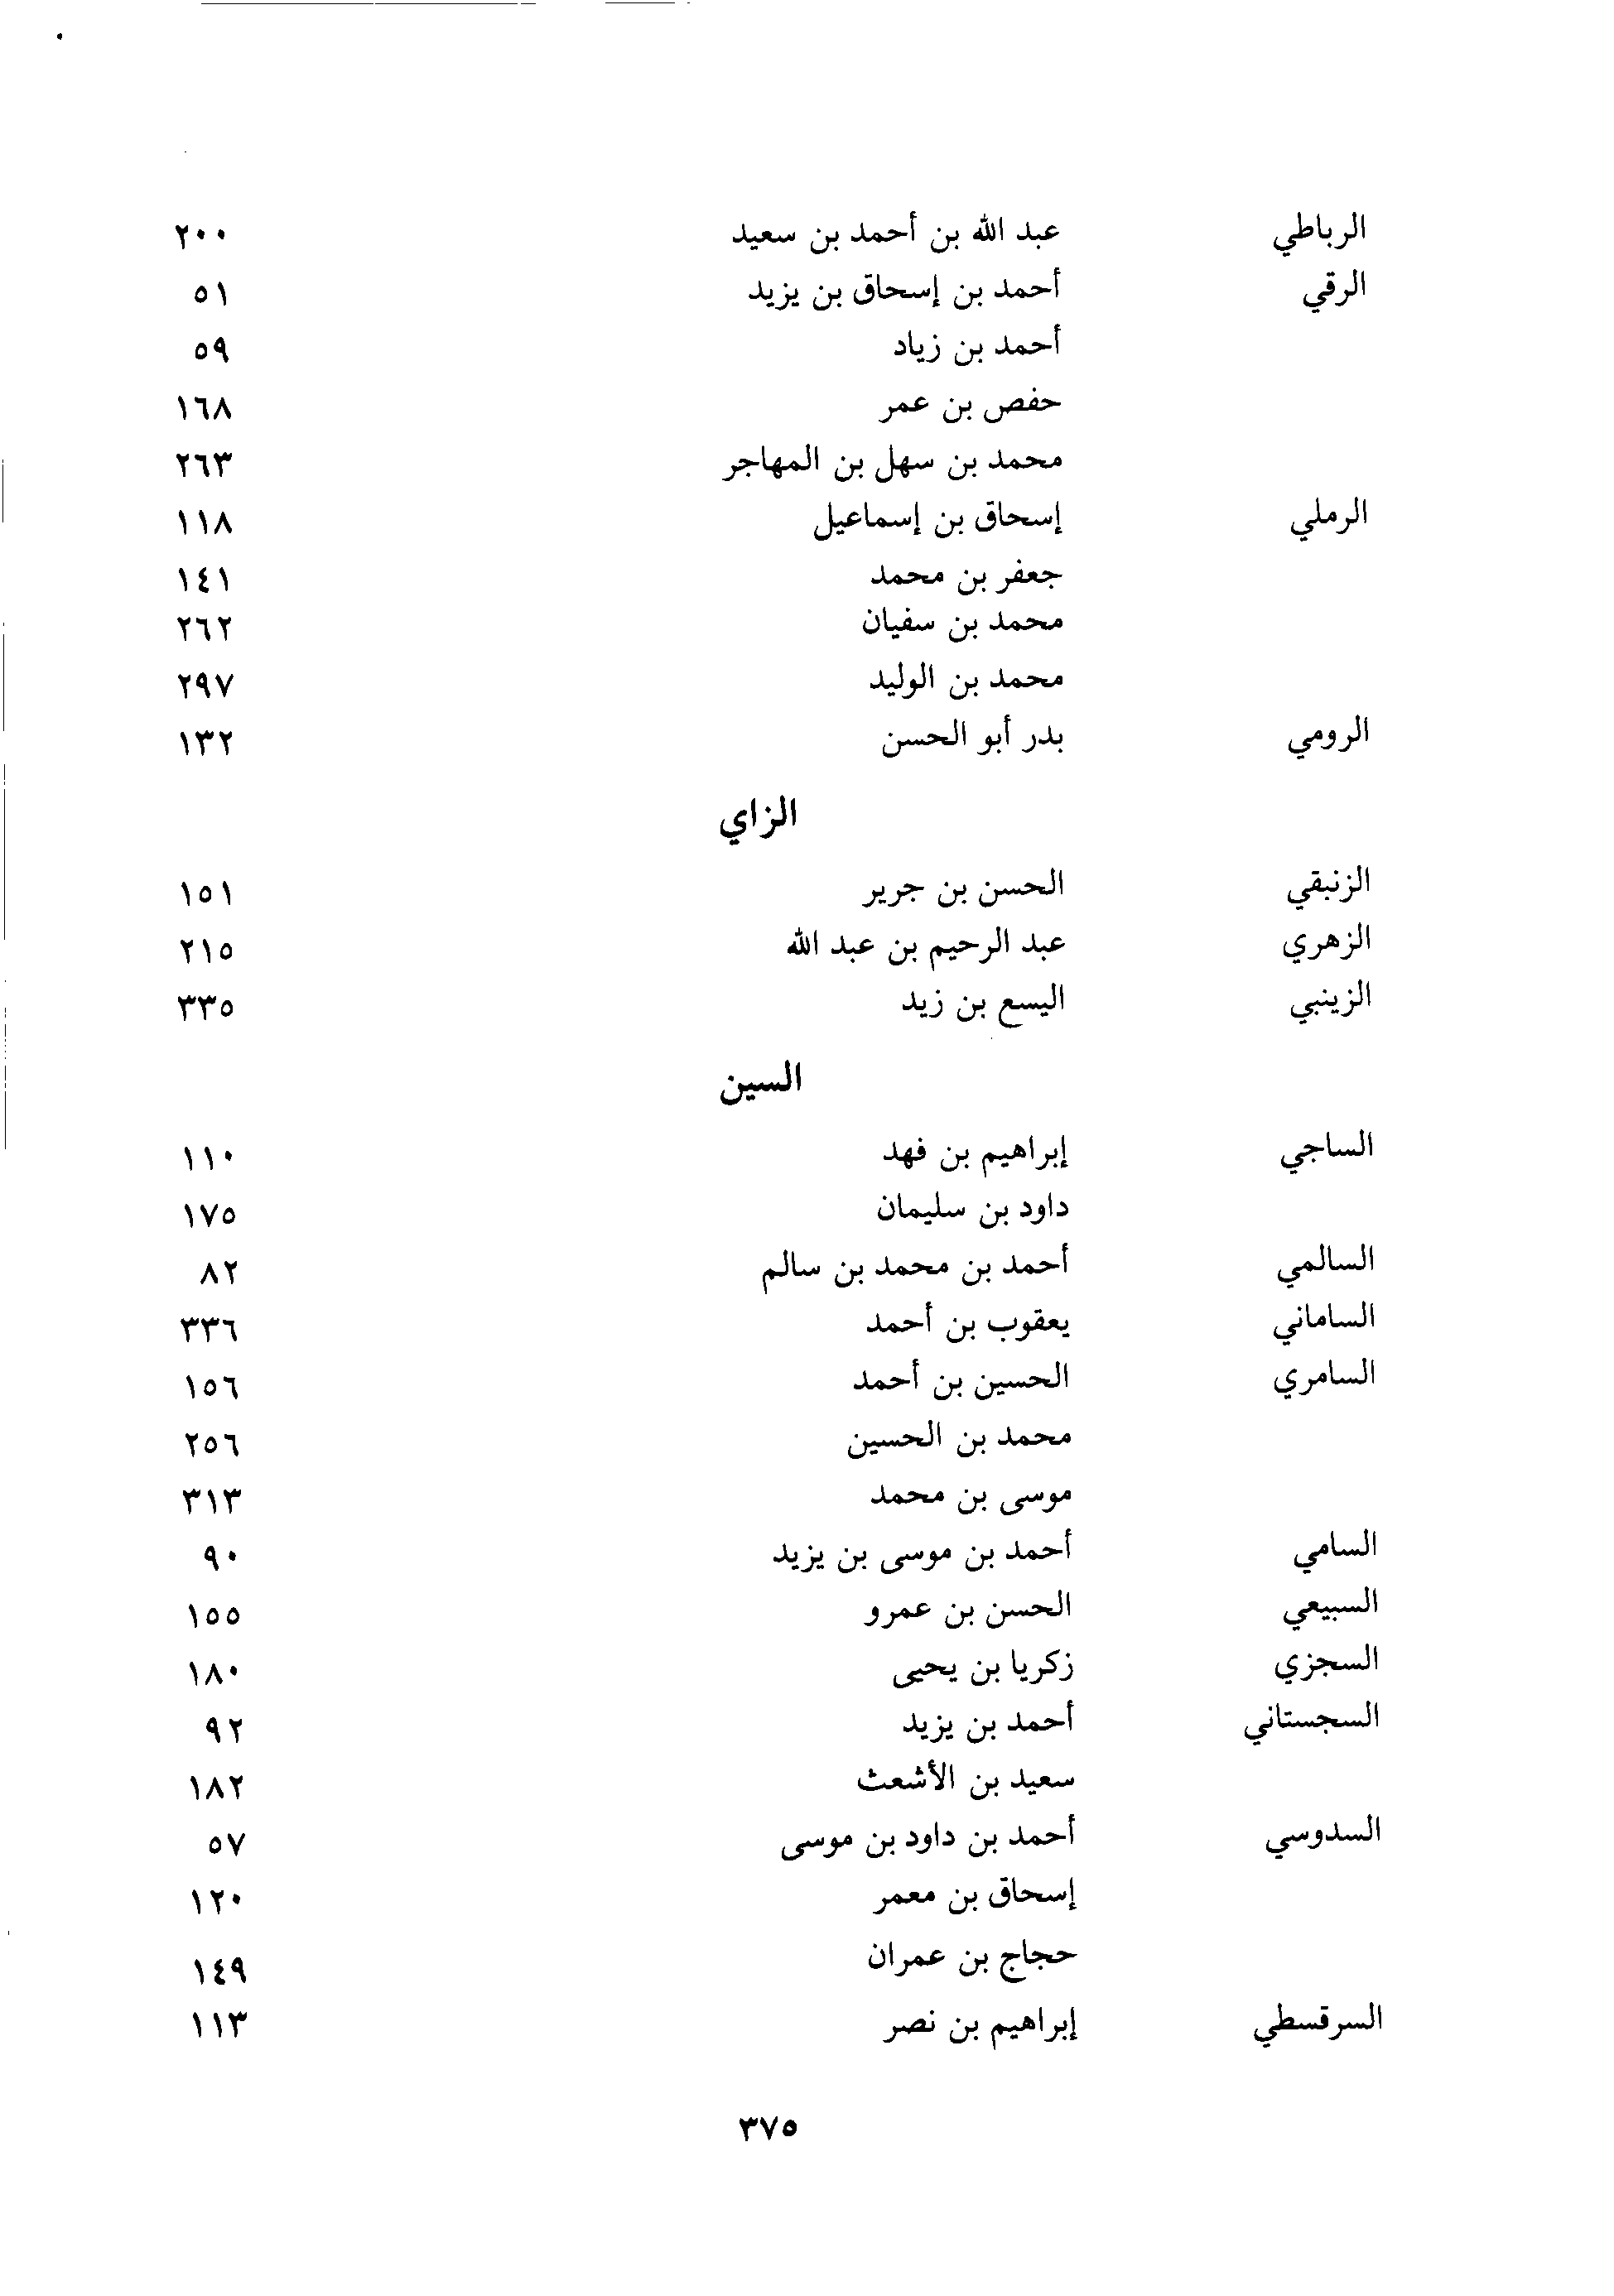 الرباطي عبد الله بن أحمد بن سعيد ٢٠٠
الرقي أحمد بن إسحاق بن يزيد ٥١
أحمد بن زياد ٥٩
حفص بن عمر ١٦٨
محمد بن سهل بن المهاجر ٢٦٣
الرملي إسحاق بن إسماعيل ١١٨
جعفر بن محمد ١٤١
محمد بن سفيان ٢٦٢
محمد بن الوليد ٢٩٧
الرومي بدر أبو الحسن ١٣٢
الزاي
الزنبقي الحسن بن جرير ١٥١
الزهري عبد الرحيم بن عبد الله ٢١٥
الزينبي اليسع بن زيد ٣٣٥
السين
الساجي إبراهيم بن فهد ١١٠
داود بن سليمان ١٧٥
السالمي أحمد بن محمد بن سالم ٨٢
الساماني يعقوب بن أحمد ٣٣٦
السامري الحسين بن أحمد ١٥٦
محمد بن الحسين ٢٥٦
موسى بن محمد ٣١٣
السامي أحمد بن موسى بن يزيد ٩٠
السبيعي الحسن بن عمرو ١٥٥
السجزي زكريا بن يحيى ١٨٠
السجستاني أحمد بن يزيد ٩٢
سعيد بن الأشعث ١٨٢
السدوسي أحمد بن داود بن موسى ٥٧
إسحاق بن معمر ١٢٠
حجاج بن عمران ١٤٩
السرقسطي إبراهيم بن نصر ١١٣
٣٧٥